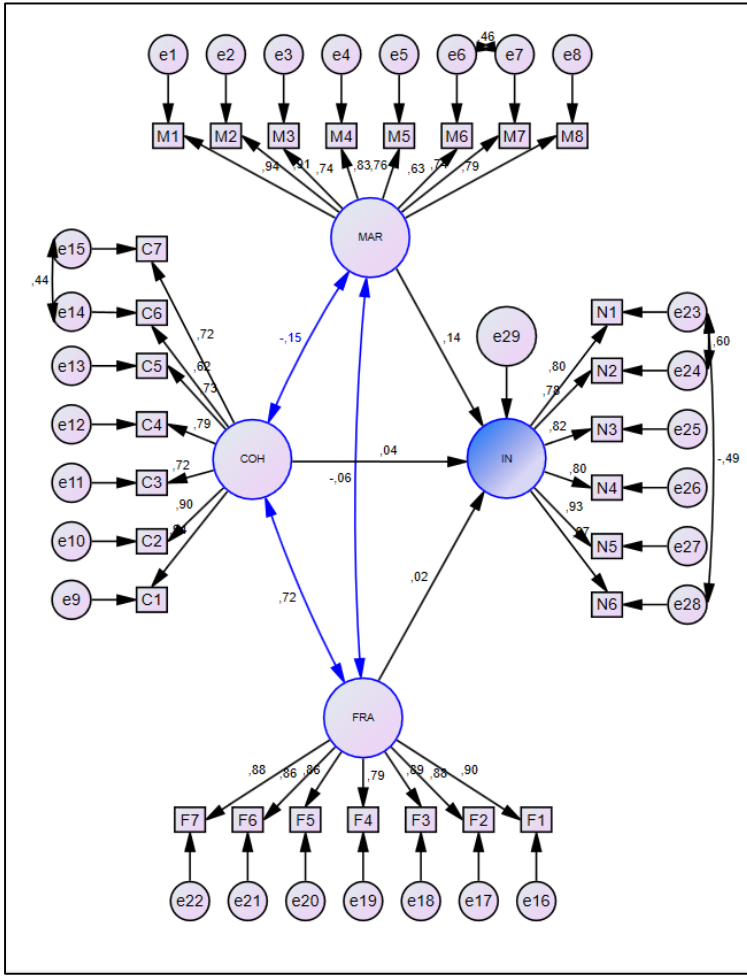 e1 e2 e3 e4 e5 e6 ,46 e7 e8
M1 M2 M3 M4 M5 M6 M7 M8
,94 ,91 ,74 ,83 ,76 ,63 ,74 ,79
MAR
e15 C7
,44
e14 C6
e13 C5
e12 C4
e11 C3
e10 C2
e9 C1
,72
,62
,73
,79
,72
,90
COH
-,15
,14
e29
,04
-,06
IN
N1 e23
,60
N2 e24
N3 e25
-,49
N4 e26
N5 e27
N6 e28
,80
,78
,82
,80
,93
,72
,02
FRA
,88 ,86 ,86 ,79 ,89 ,88 ,90
F7 F6 F5 F4 F3 F2 F1
e22 e21 e20 e19 e18 e17 e16